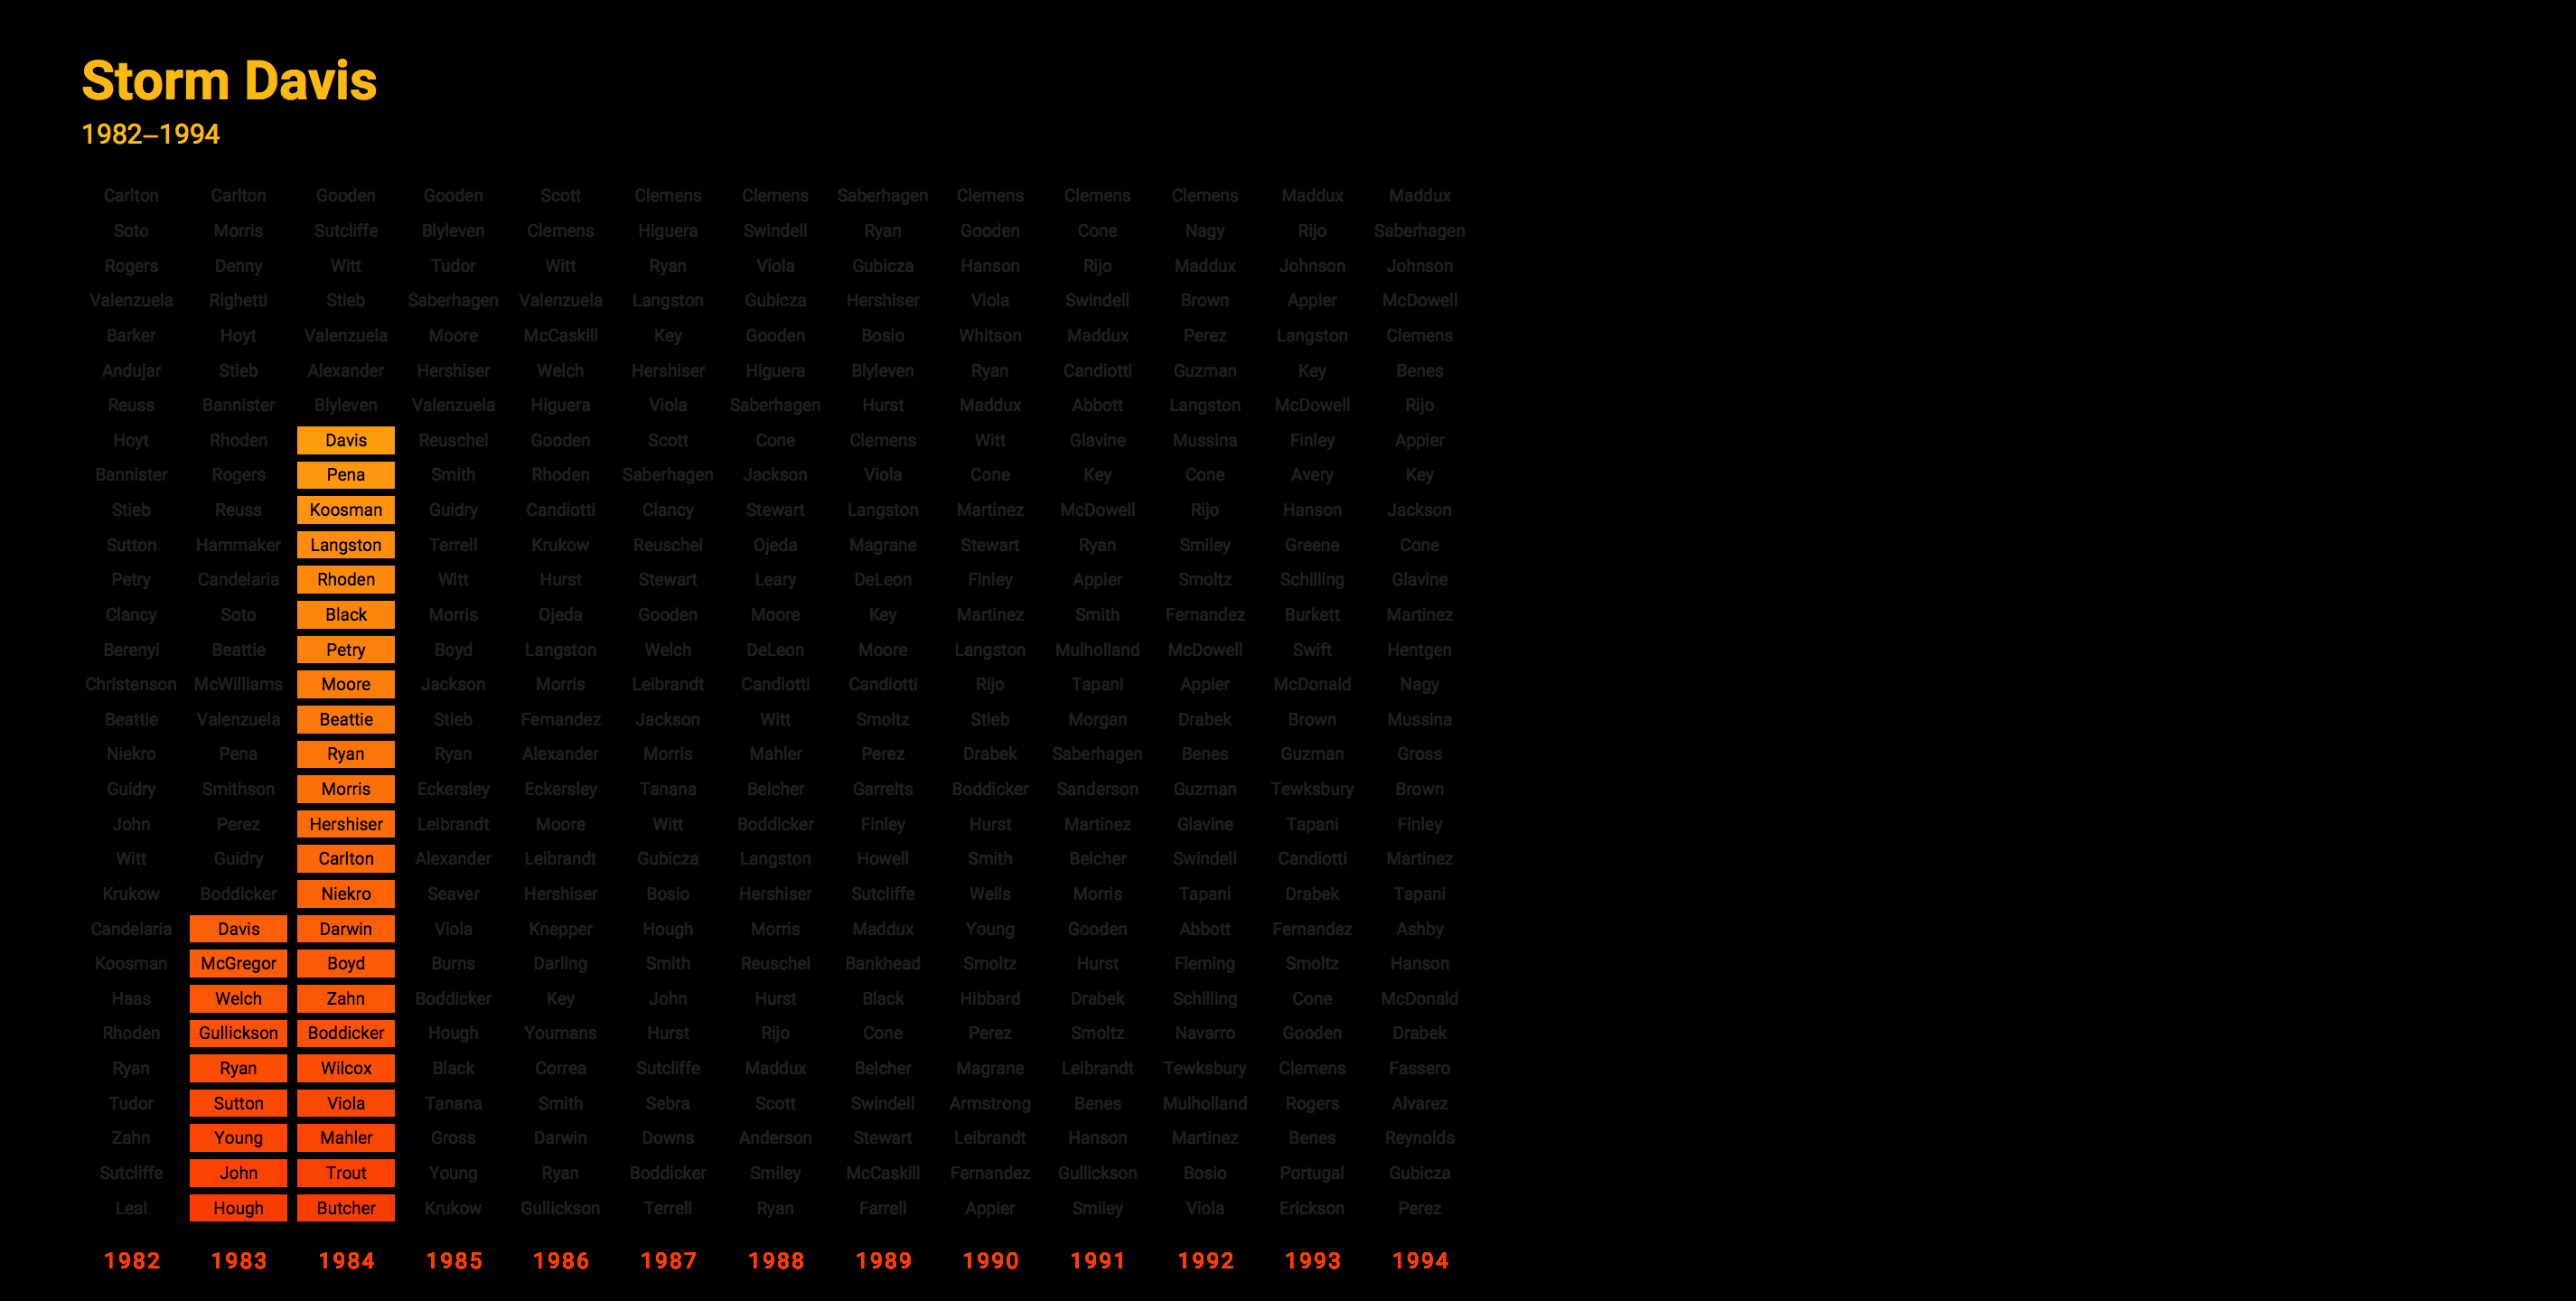 Storm Davis
1982–1994
Carlton Carlton Gooden Gooden Scott Clemens Clemens Saberhagen Clemens Clemens Clemens Maddux Maddux
Soto Morris Sutcliffe Blyleven Clemens Higuera Swindell Ryan Gooden Cone Nagy Rijo Saberhagen
Rogers Denny Witt Tudor Witt Ryan Viola Gubicza Hanson Rijo Maddux Johnson Johnson
Valenzuela Righetti Stieb Saberhagen Valenzuela Langston Gubicza Hershiser Viola Swindell Brown Appier McDowell
Barker Hoyt Valenzuela Moore McCaskill Key Gooden Bosio Whitson Maddux Perez Langston Clemens
Andujar Stieb Alexander Hershiser Welch Hershiser Higuera Blyleven Ryan Candiotti Guzman Key Benes
Reuss Bannister Blyleven Valenzuela Higuera Viola Saberhagen Hurst Maddux Abbott Langston McDowell Rijo
Hoyt Rhoden Davis Reuschel Gooden Scott Cone Clemens Witt Glavine Mussina Finley Appier
Bannister Rogers Pena Smith Rhoden Saberhagen Jackson Viola Cone Key Cone Avery Key
Stieb Reuss Koosman Guidry Candiotti Clancy Stewart Langston Martinez McDowell Rijo Hanson Jackson
Sutton Hammaker Langston Terrell Krukow Reuschel Ojeda Magrane Stewart Ryan Smiley Greene Cone
Petry Candelaria Rhoden Witt Hurst Stewart Leary DeLeon Finley Appier Smoltz Schilling Glavine
Clancy Soto Black Morris Ojeda Gooden Moore Key Martinez Smith Fernandez Burkett Martinez
Berenyi Beattie Petry Boyd Langston Welch DeLeon Moore Langston Mulholland McDowell Swift Hentgen
Christenson McWilliams Moore Jackson Morris Leibrandt Candiotti Candiotti Rijo Tapani Appier McDonald Nagy
Beattie Valenzuela Beattie Stieb Fernandez Jackson Witt Smoltz Stieb Morgan Drabek Brown Mussina
Niekro Pena Ryan Ryan Alexander Morris Mahler Perez Drabek Saberhagen Benes Guzman Gross
Guidry Smithson Morris Eckersley Eckersley Tanana Belcher Garrelts Boddicker Sanderson Guzman Tewksbury Brown
John Perez Hershiser Leibrandt Moore Witt Boddicker Finley Hurst Martinez Glavine Tapani Finley
Witt Guidry Carlton Alexander Leibrandt Gubicza Langston Howell Smith Belcher Swindell Candiotti Martinez
Krukow Boddicker Niekro Seaver Hershiser Bosio Hershiser Sutcliffe Wells Morris Tapani Drabek Tapani
Candelaria Davis Darwin Viola Knepper Hough Morris Maddux Young Gooden Abbott Fernandez Ashby
Koosman McGregor Boyd Burns Darling Smith Reuschel Bankhead Smoltz Hurst Fleming Smoltz Hanson
Haas Welch Zahn Boddicker Key John Hurst Black Hibbard Drabek Schilling Cone McDonald
Rhoden Gullickson Boddicker Hough Youmans Hurst Rijo Cone Perez Smoltz Navarro Gooden Drabek
Ryan Ryan Wilcox Black Correa Sutcliffe Maddux Belcher Magrane Leibrandt Tewksbury Clemens Fassero
Tudor Sutton Viola Tanana Smith Sebra Scott Swindell Armstrong Benes Mulholland Rogers Alvarez
Zahn Young Mahler Gross Darwin Downs Anderson Stewart Leibrandt Hanson Martinez Benes Reynolds
Sutcliffe John Trout Young Ryan Boddicker Smiley McCaskill Fernandez Gullickson Bosio Portugal Gubicza
Leal Hough Butcher Krukow Gullickson Terrell Ryan Farrell Appier Smiley Viola Erickson Perez
1982 1983 1984 1985 1986 1987 1988 1989 1990 1991 1992 1993 1994